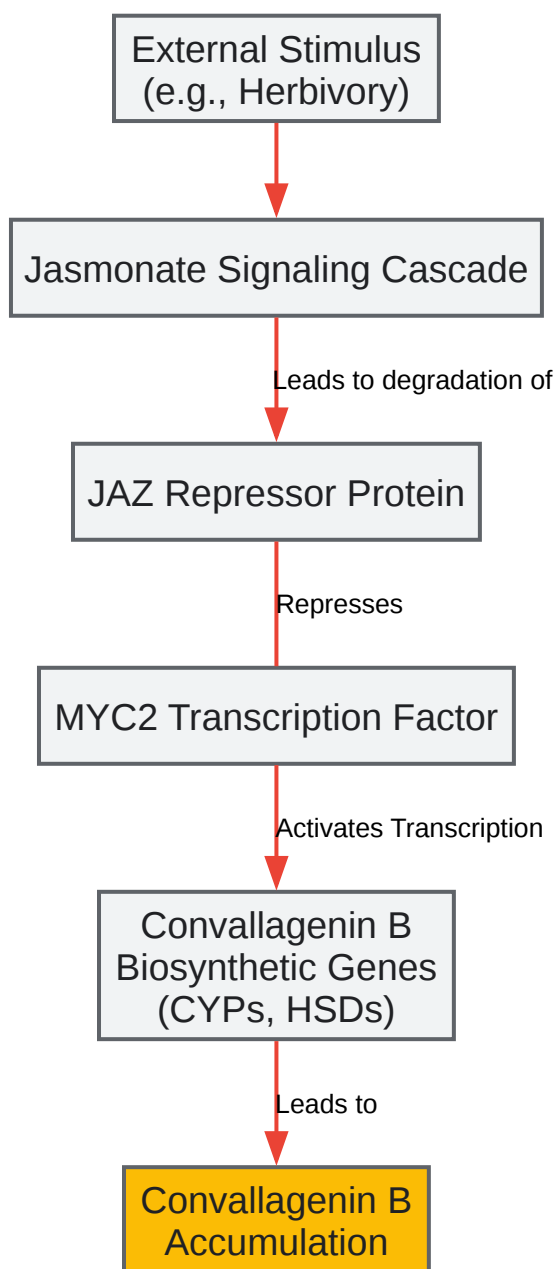 External Stimulus
(e.g., Herbivory)
Jasmonate Signaling Cascade
Leads to degradation of
JAZ Repressor Protein
Represses
MYC2 Transcription Factor
Activates Transcription
Convallagenin B
Biosynthetic Genes
(CYPs, HSDs)
Leads to
Convallagenin B
Accumulation